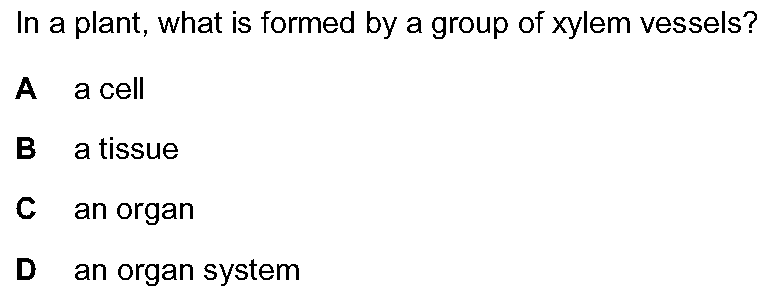 In a plant, what is formed by a group of xylem vessels?
A a cell
B a tissue
C an organ
D an organ system